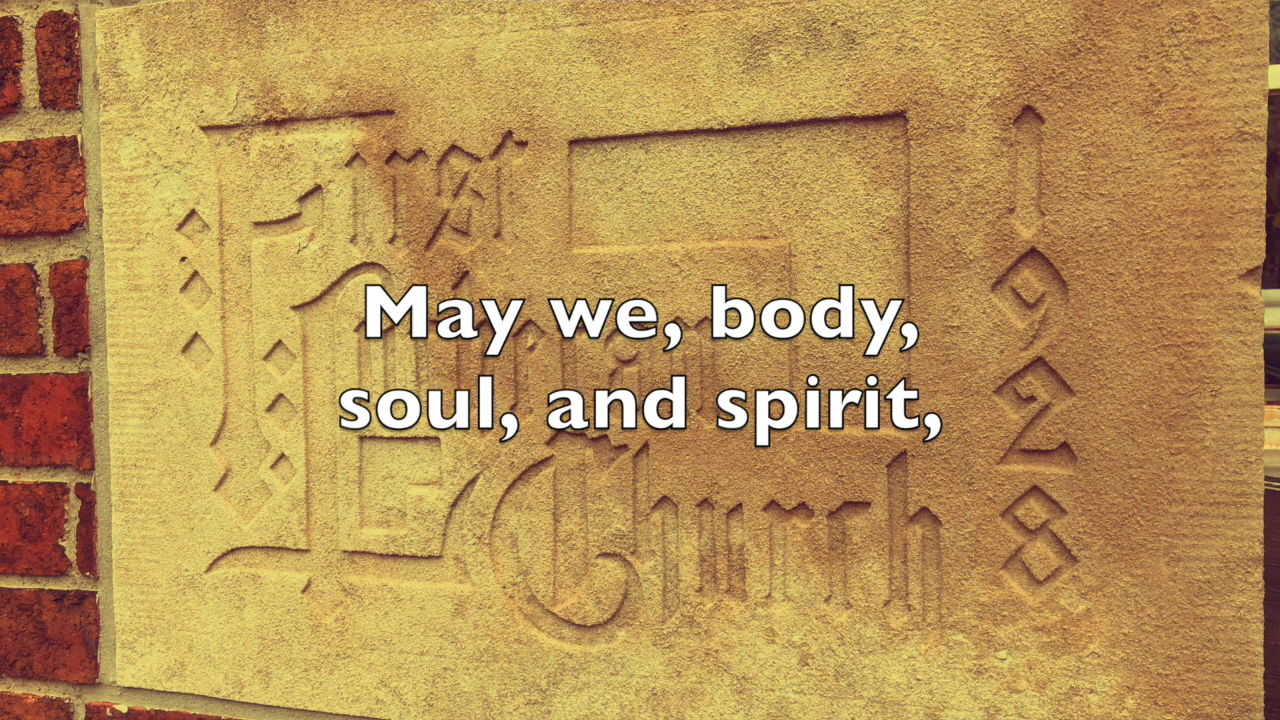 First
1928
May we, body,
soul, and spirit,
Church